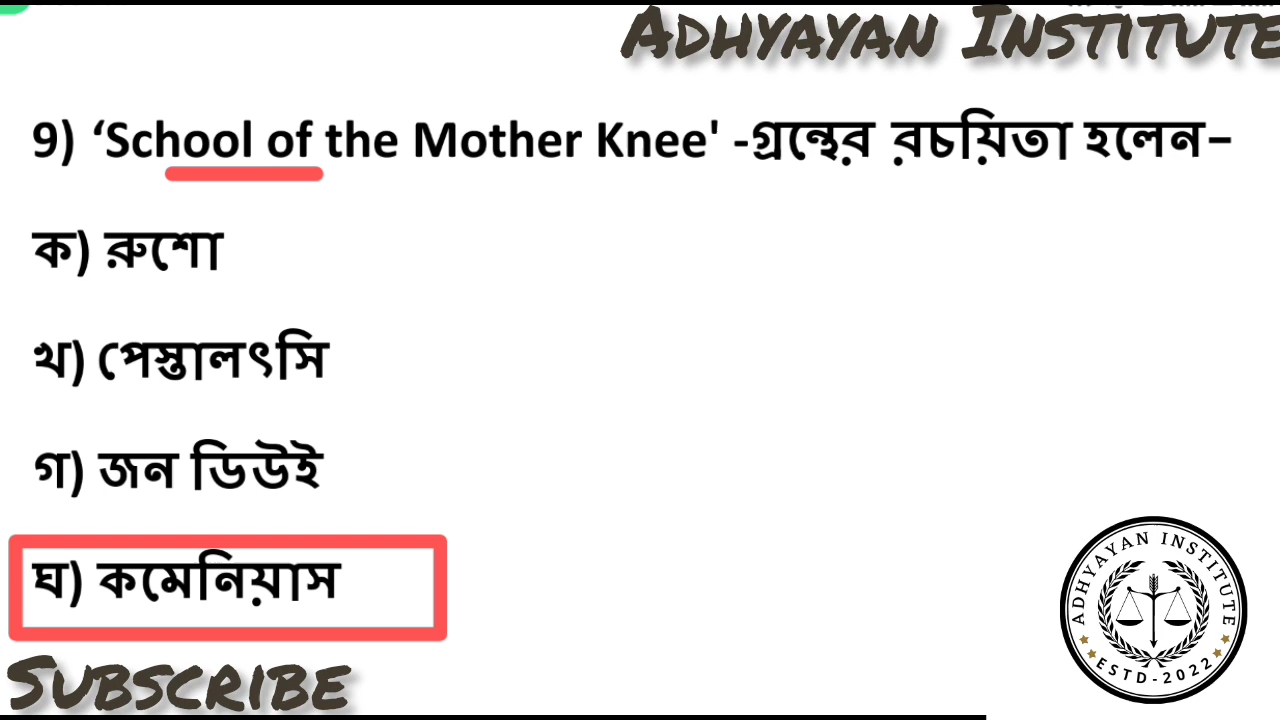 ADHYAYAN INSTITUTE
9) ‘School of the Mother Knee' -গ্রন্থের রচয়িতা হলেন–
ক) রুশো
খ) পেস্তালৎসি
গ) জন ডিউই
ঘ) কমেনিয়াস
ADHYAYAN INSTITUTE
ESTD-2022
SUBSCRIBE